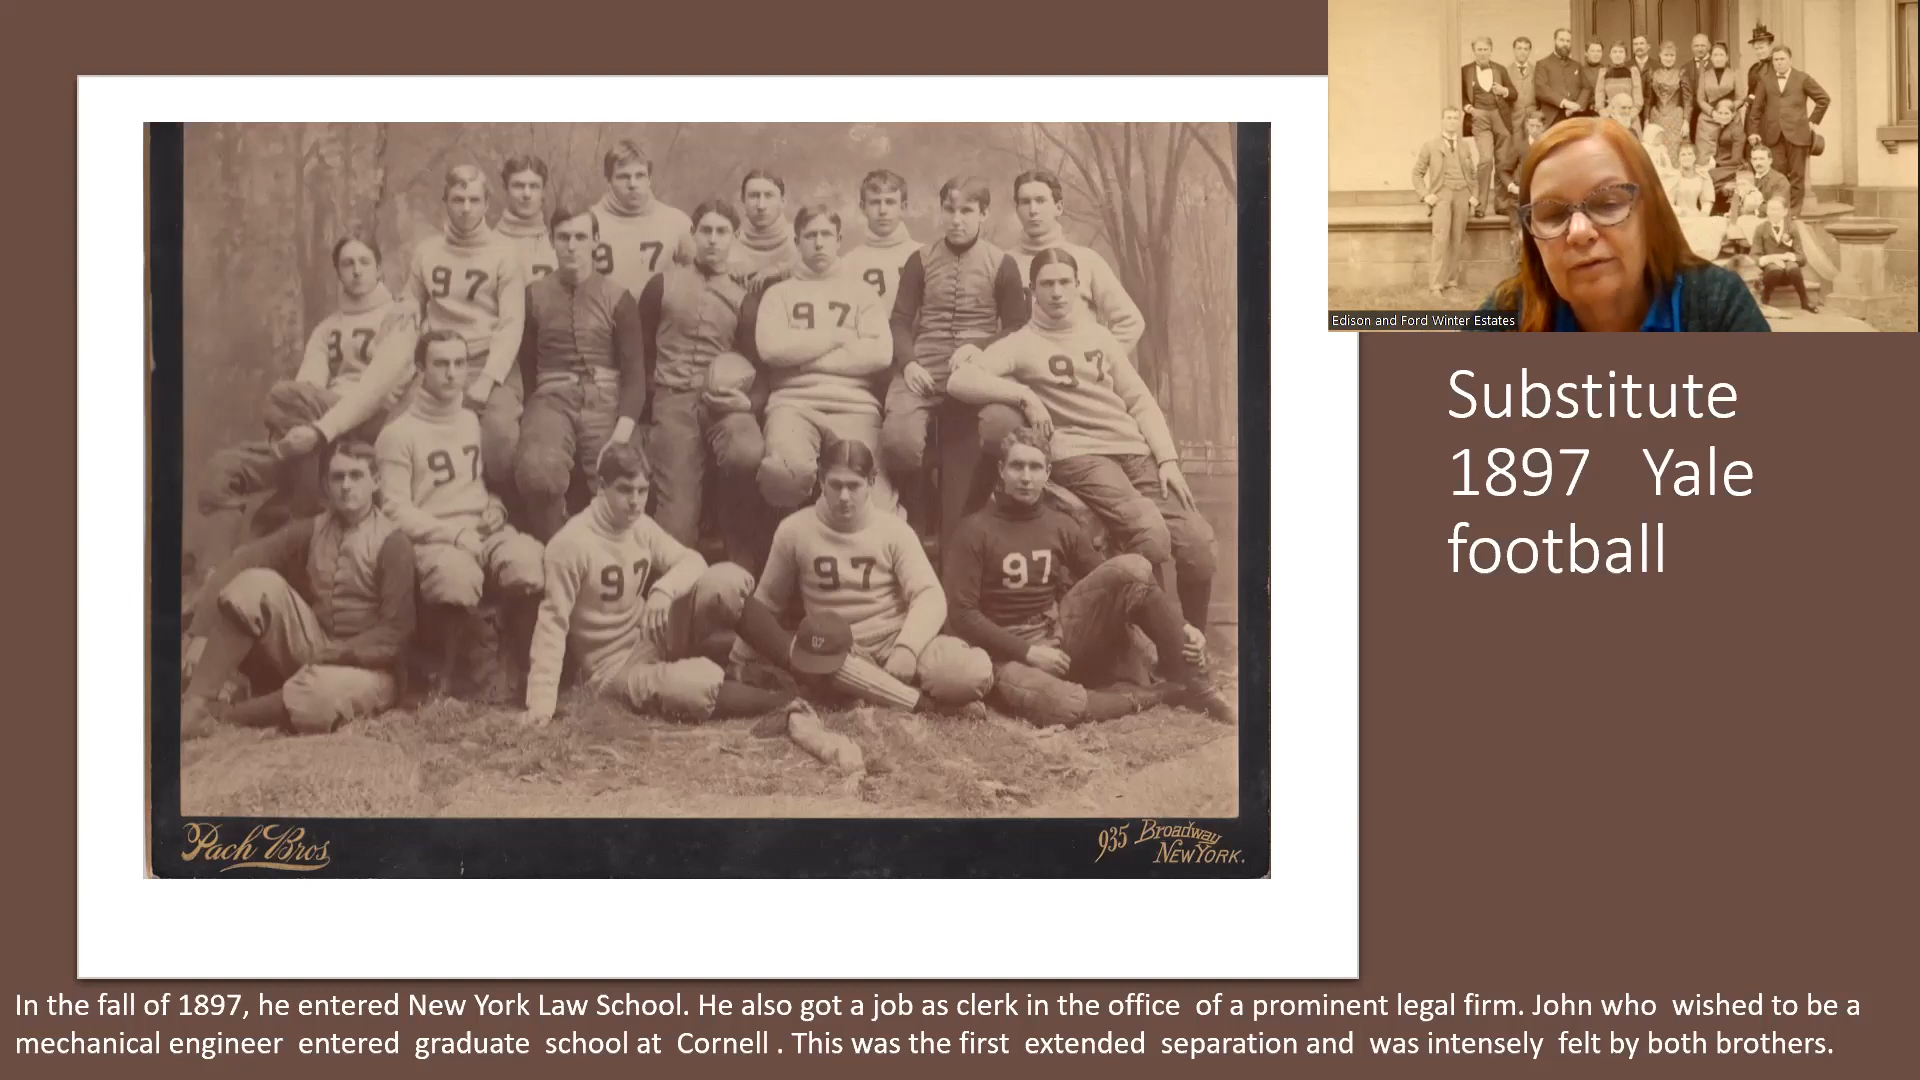 97
97
97
97
97
97
97
97
97
97
97
97
Pach Bros
935 Broadway
New York.
Edison and Ford Winter Estates
Substitute
1897 Yale
football
In the fall of 1897, he entered New York Law School. He also got a job as clerk in the office of a prominent legal firm. John who wished to be a
mechanical engineer entered graduate school at Cornell . This was the first extended separation and was intensely felt by both brothers.